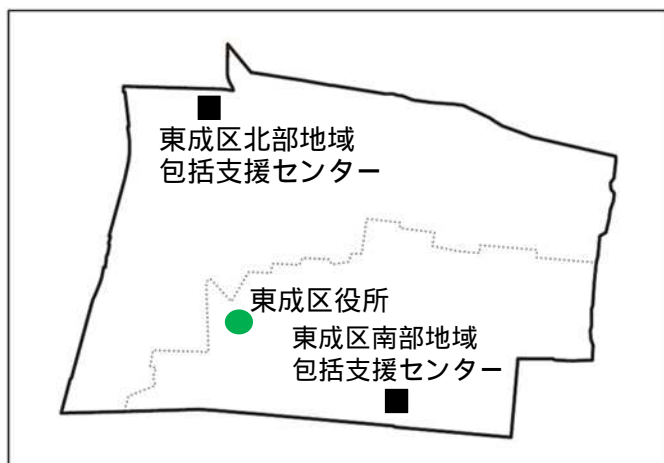 東成区北部地域
包括支援センター
東成区役所
東成区南部地域
包括支援センター